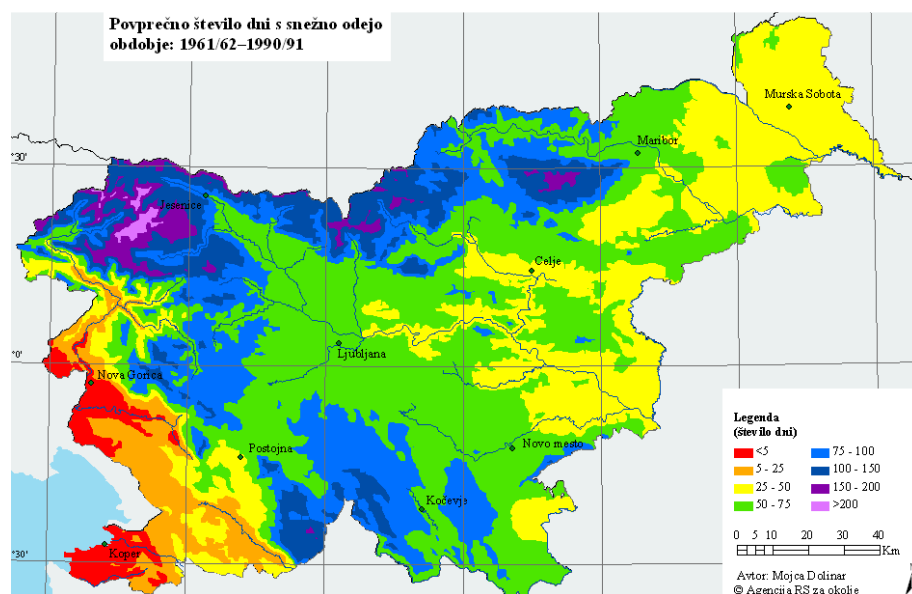 Povprečno število dni s snežno odejo
obdobje: 1961/62–1990/91
Murska Sobota
Maribor
°30'
Jesenice
Celje
Ljubljana
°0'
Nova Gorica
Postojna
Novo mesto
Kočevje
Koper
°30'
Legenda
(število dni)
<5
5 - 25
25 - 50
50 - 75
75 - 100
100 - 150
150 - 200
>200
0 5 10 20 30 40
Km
Avtor: Mojca Dolinar
© Agencija RS za okolje